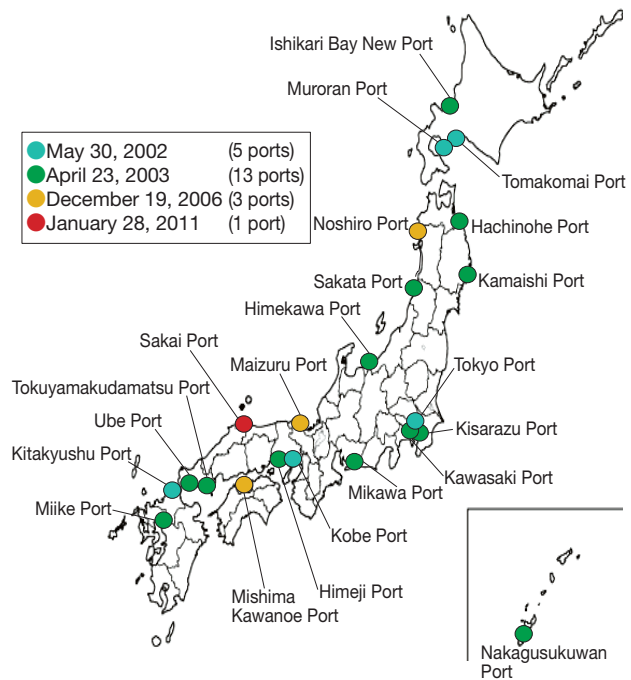 Ishikari Bay New Port
Muroran Port
May 30, 2002 (5 ports)
April 23, 2003 (13 ports)
December 19, 2006 (3 ports)
January 28, 2011 (1 port)
Tomakomai Port
Noshiro Port
Hachinohe Port
Sakata Port
Kamaishi Port
Himekawa Port
Sakai Port
Maizuru Port
Tokyo Port
Tokuyamakudamatsu Port
Ube Port
Kisarazu Port
Kitakyushu Port
Kawasaki Port
Mikawa Port
Miike Port
Kobe Port
Himeji Port
Mishima
Kawanoe Port
Nakagusukuwan
Port